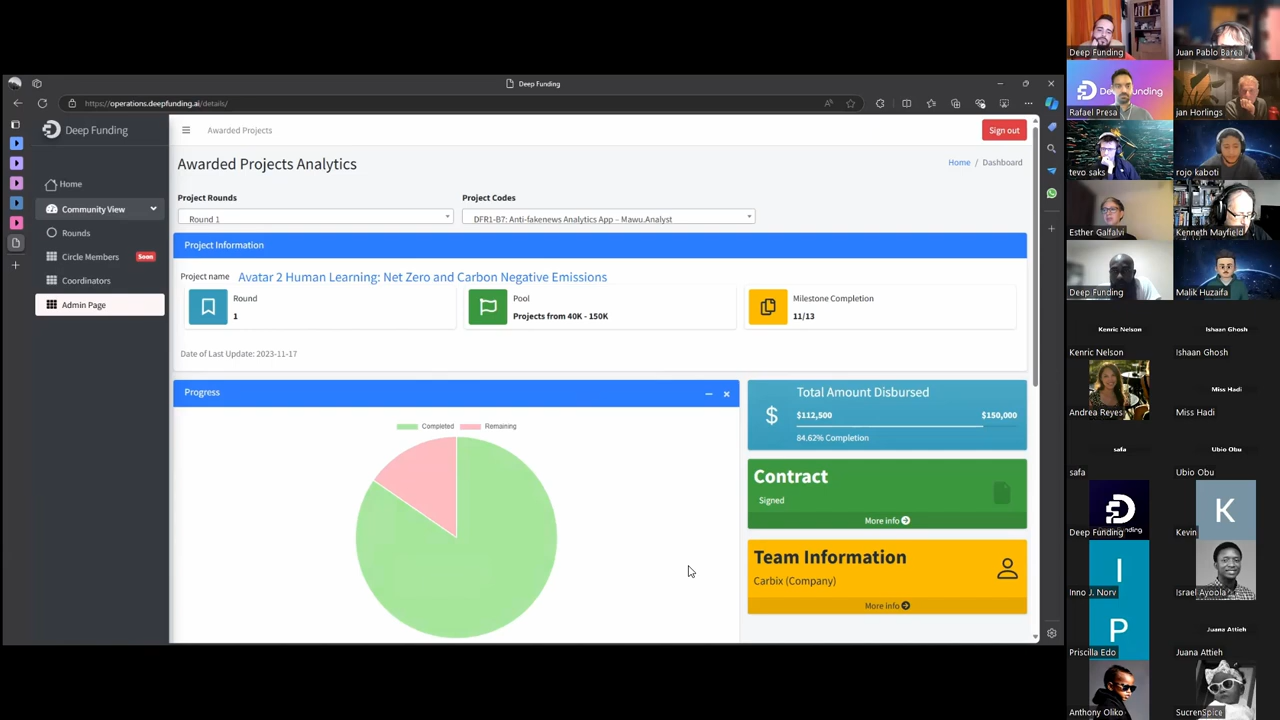 Deep Funding
https://operations.deepfunding.ai/details/
Deep Funding
Home
Community View
Rounds
Circle Members Soon
Coordinators
Admin Page
Awarded Projects
Sign out
Awarded Projects Analytics
Home / Dashboard
Project Rounds
Project Codes
Round 1
DFR1-B7: Anti-fakenews Analytics App – Mawu.Analyst
Project Information
Project name Avatar 2 Human Learning: Net Zero and Carbon Negative Emissions
Round
1
Pool
Projects from 40K - 150K
Milestone Completion
11/13
Date of Last Update: 2023-11-17
Progress
Completed Remaining
Total Amount Disbursed
$112,500 $150,000
84.62% Completion
Contract
Signed
More info
Team Information
Carbix (Company)
More info
Deep Funding
Juan Pablo Barea
Rafael Presa
jan Horlings
tevo saks
rojo kaboti
Esther Galfalvi
Kenneth Mayfield
Deep Funding
Malik Huzaifa
Kenric Nelson
Kenric Nelson
Ishaan Ghosh
Ishaan Ghosh
Andrea Reyes
Miss Hadi
Miss Hadi
safa
safa
Ubio Obu
Ubio Obu
Deep Funding
K
Kevin
I
Inno J. Norv
Israel Ayoola
P
Priscilla Edo
Juana Attieh
Juana Attieh
Anthony Oliko
SucrenSpice